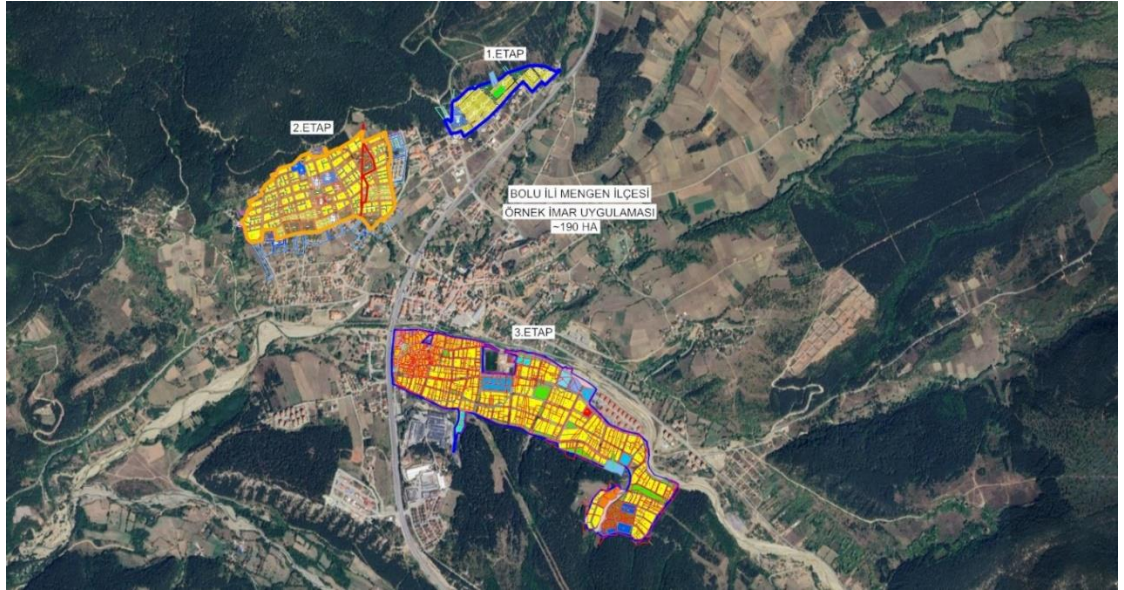 1.ETAP
2.ETAP
BOLU İLİ MENGEN İLÇESİ
ÖRNEK İMAR UYGULAMASI
~190 HA
3.ETAP